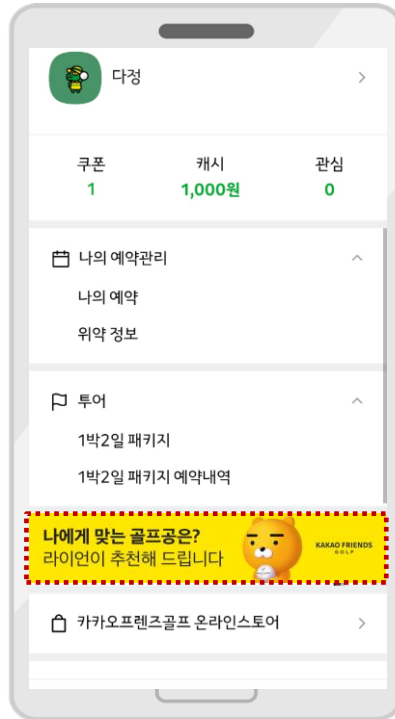 다정
쿠폰 캐시 관심
1 1,000원 0
나의 예약관리
나의 예약
위약 정보
투어
1박2일 패키지
1박2일 패키지 예약내역
나에게 맞는 골프공은?
라이언이 추천해 드립니다
KAKAO FRIENDS
GOLF
카카오프렌즈골프 온라인스토어